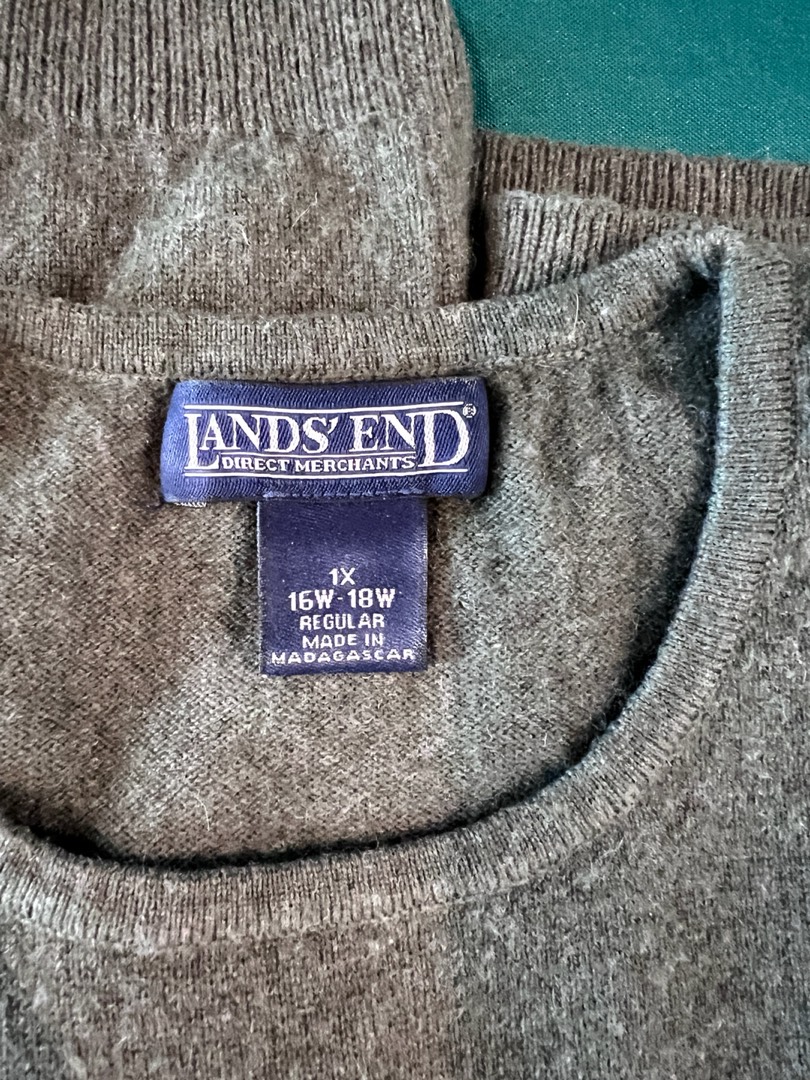 LANDS' END®
DIRECT MERCHANTS
1X
16W-18W
REGULAR
MADE IN
MADAGASCAR